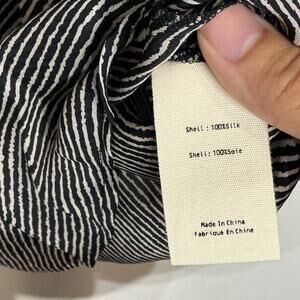 Shell: 100%Silk
Shell: 100%Soie
Made In China
Fabriqué En Chine